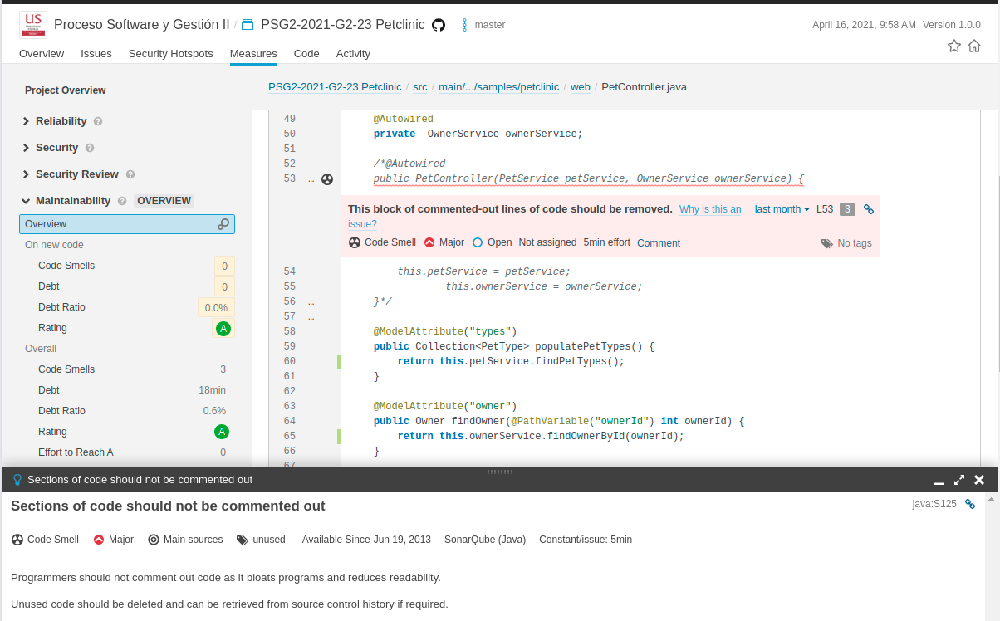 US Proceso Software y Gestión II / PSG2-2021-G2-23 Petclinic master April 16, 2021, 9:58 AM Version 1.0.0
Overview Issues Security Hotspots Measures Code Activity
Project Overview
Reliability ?
Security ?
Security Review ?
Maintainability ? OVERVIEW
Overview
On new code
Code Smells 0
Debt 0
Debt Ratio 0.0%
Rating A
Overall
Code Smells 3
Debt 18min
Debt Ratio 0.6%
Rating A
Effort to Reach A 0
PSG2-2021-G2-23 Petclinic / src / main/.../samples/petclinic / web / PetController.java
49 @Autowired
50 private OwnerService ownerService;
51
52 /*@Autowired
53 … public PetController(PetService petService, OwnerService ownerService) {
This block of commented-out lines of code should be removed. Why is this an issue? last month L53 3
Code Smell Major Open Not assigned 5min effort Comment No tags
54 this.petService = petService;
55 this.ownerService = ownerService;
56 … }*/
57 …
58 @ModelAttribute("types")
59 public Collection<PetType> populatePetTypes() {
60 return this.petService.findPetTypes();
61 }
62
63 @ModelAttribute("owner")
64 public Owner findOwner(@PathVariable("ownerId") int ownerId) {
65 return this.ownerService.findOwnerById(ownerId);
66 }
67
Sections of code should not be commented out
Sections of code should not be commented out java:S125
Code Smell Major Main sources unused Available Since Jun 19, 2013 SonarQube (Java) Constant/issue: 5min
Programmers should not comment out code as it bloats programs and reduces readability.
Unused code should be deleted and can be retrieved from source control history if required.